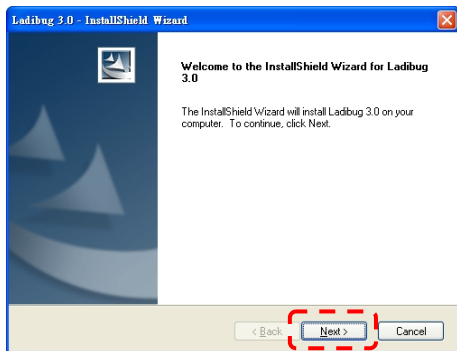 Ladibug 3.0 - InstallShield Wizard
Welcome to the InstallShield Wizard for Ladibug
3.0
The InstallShield Wizard will install Ladibug 3.0 on your
computer. To continue, click Next.
< Back Next > Cancel